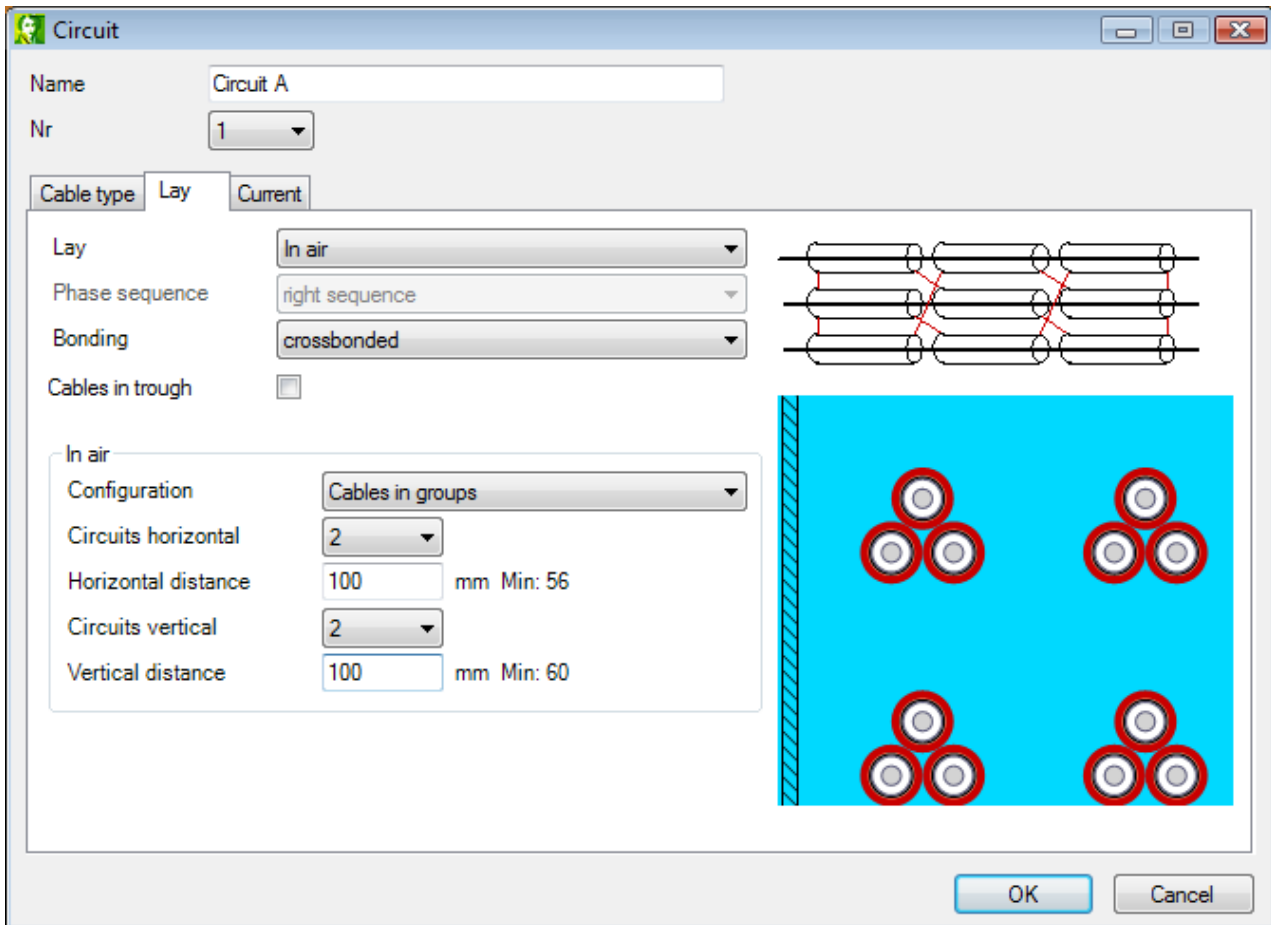 Circuit
Name Circuit A
Nr 1
Cable type Lay Current
Lay In air
Phase sequence right sequence
Bonding crossbonded
Cables in trough
In air
Configuration Cables in groups
Circuits horizontal 2
Horizontal distance 100 mm Min: 56
Circuits vertical 2
Vertical distance 100 mm Min: 60
OK Cancel